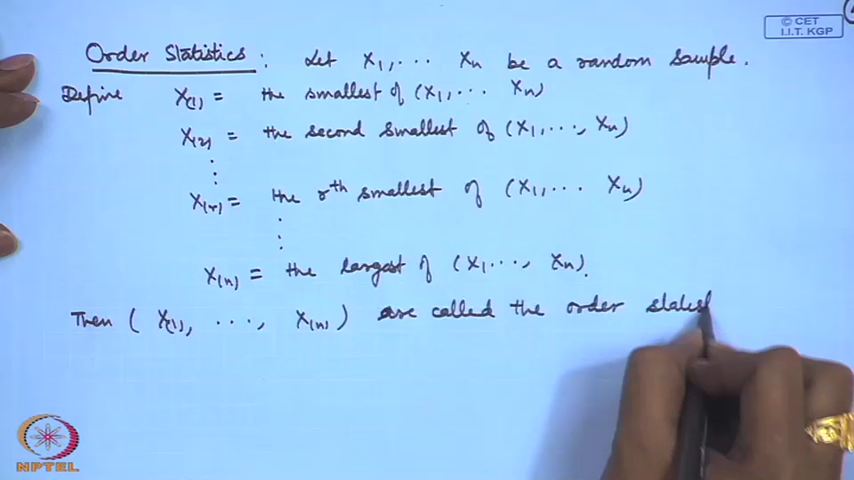 © CET
I.I.T. KGP
Order Statistics : Let X₁, ... Xₙ be a random sample.
Define X₍₁₎ = the smallest of (X₁, ... Xₙ)
X₍₂₎ = the second smallest of (X₁, ..., Xₙ)
⋮
X₍ᵣ₎ = the rᵗʰ smallest of (X₁, ... Xₙ)
⋮
X₍ₙ₎ = the largest of (X₁ ..., Xₙ).
Then ( X₍₁₎, ..., X₍ₙ₎ ) are called the order statist
NPTEL